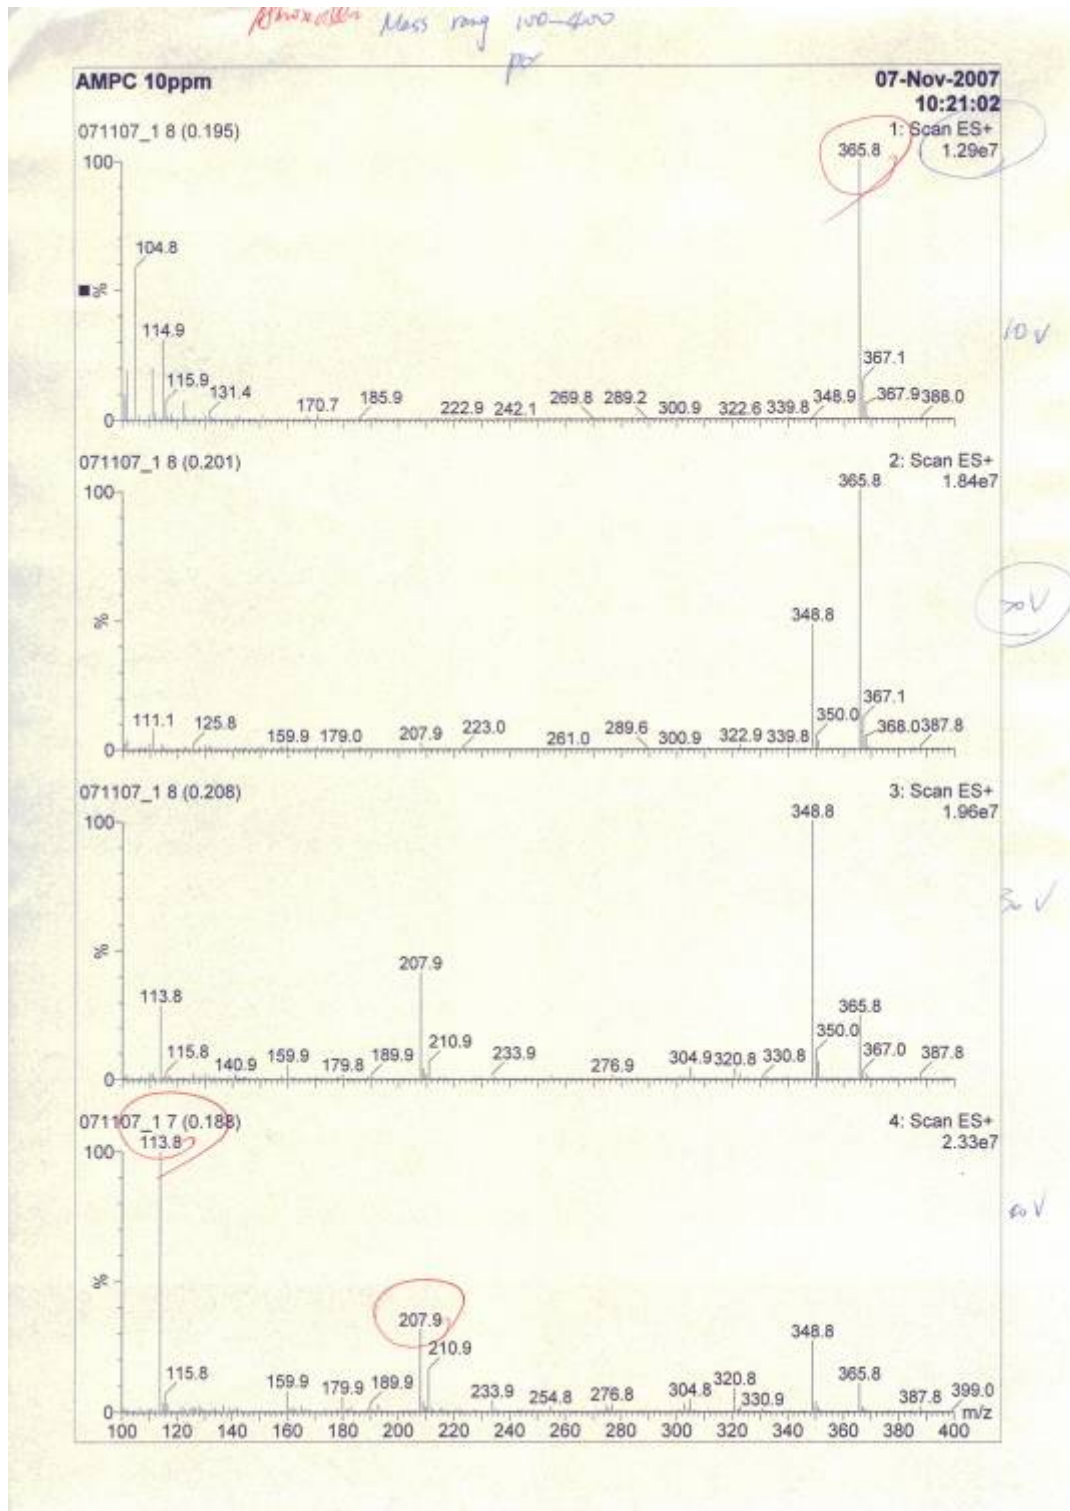 Mass rang 100-400
AMPC 10ppm
07-Nov-2007
10:21:02
071107_1 8 (0.195)
1: Scan ES+
1.29e7
100
365.8
104.8
%
114.9
10V
367.1
115.9 131.4 170.7 185.9 222.9 242.1 269.8 289.2 300.9 322.6 339.8 348.9 367.9 388.0
0
071107_1 8 (0.201)
2: Scan ES+
1.84e7
100
365.8
348.8
%
367.1
111.1 125.8 159.9 179.0 207.9 223.0 261.0 289.6 300.9 322.9 339.8 350.0 368.0 387.8
0
071107_1 8 (0.208)
3: Scan ES+
1.96e7
100
348.8
30 V
%
207.9
113.8
365.8
115.8 140.9 159.9 179.8 189.9 210.9 233.9 276.9 304.9 320.8 330.8 350.0 367.0 387.8
0
071107_1 7 (0.188)
4: Scan ES+
2.33e7
100
113.8
%
207.9
348.8
210.9
115.8 159.9 179.9 189.9 233.9 254.8 276.8 304.8 320.8 330.9 365.8 387.8 399.0
0
m/z
100 120 140 160 180 200 220 240 260 280 300 320 340 360 380 400